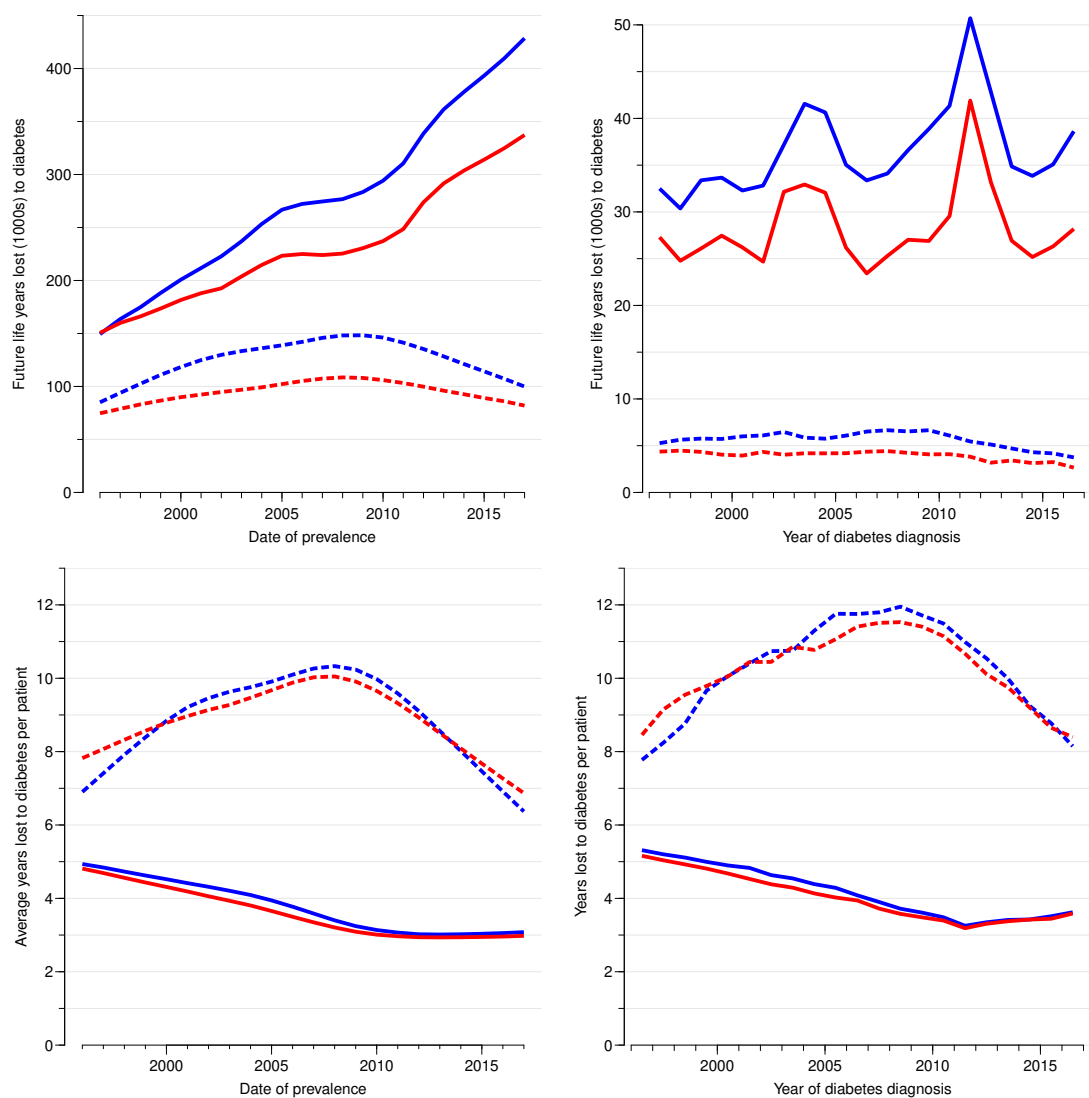 Future life years lost (1000s) to diabetes
400
300
200
100
0
2000 2005 2010 2015
Date of prevalence
Future life years lost (1000s) to diabetes
50
40
30
20
10
0
2000 2005 2010 2015
Year of diabetes diagnosis
Average years lost to diabetes per patient
12
10
8
6
4
2
0
2000 2005 2010 2015
Date of prevalence
Years lost to diabetes per patient
12
10
8
6
4
2
0
2000 2005 2010 2015
Year of diabetes diagnosis